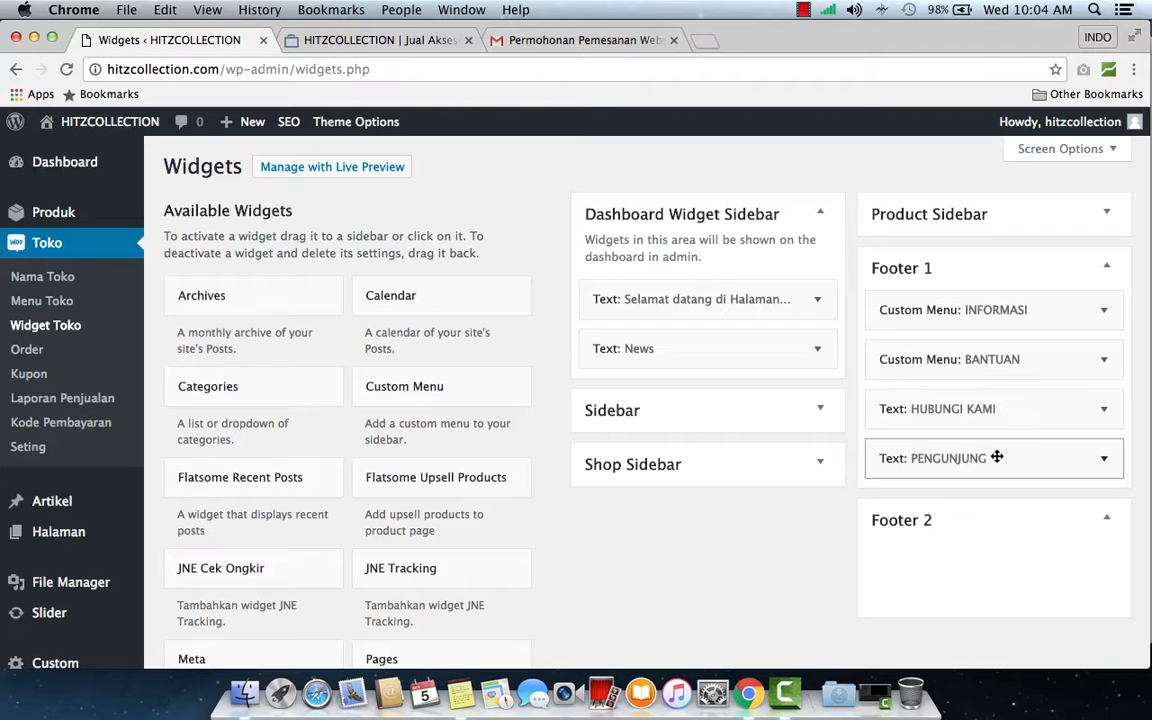 Chrome File Edit View History Bookmarks People Window Help 98% Wed 10:04 AM
Widgets ‹ HITZCOLLECTION × HITZCOLLECTION | Jual Akses × Permohonan Pemesanan Web × INDO
hitzcollection.com/wp-admin/widgets.php
Apps Bookmarks Other Bookmarks
HITZCOLLECTION 0 New SEO Theme Options Howdy, hitzcollection
Screen Options
Dashboard
Produk
Toko
Nama Toko
Menu Toko
Widget Toko
Order
Kupon
Laporan Penjualan
Kode Pembayaran
Seting
Artikel
Halaman
File Manager
Slider
Custom
Widgets Manage with Live Preview
Available Widgets
To activate a widget drag it to a sidebar or click on it. To
deactivate a widget and delete its settings, drag it back.
Archives
A monthly archive of your
site's Posts.
Calendar
A calendar of your site's
Posts.
Categories
A list or dropdown of
categories.
Custom Menu
Add a custom menu to your
sidebar.
Flatsome Recent Posts
A widget that displays recent
posts
Flatsome Upsell Products
Add upsell products to
product page
JNE Cek Ongkir
Tambahkan widget JNE
Tracking.
JNE Tracking
Tambahkan widget JNE
Tracking.
Meta
Pages
Dashboard Widget Sidebar
Widgets in this area will be shown on the
dashboard in admin.
Text: Selamat datang di Halaman...
Text: News
Sidebar
Shop Sidebar
Product Sidebar
Footer 1
Custom Menu: INFORMASI
Custom Menu: BANTUAN
Text: HUBUNGI KAMI
Text: PENGUNJUNG
Footer 2
5